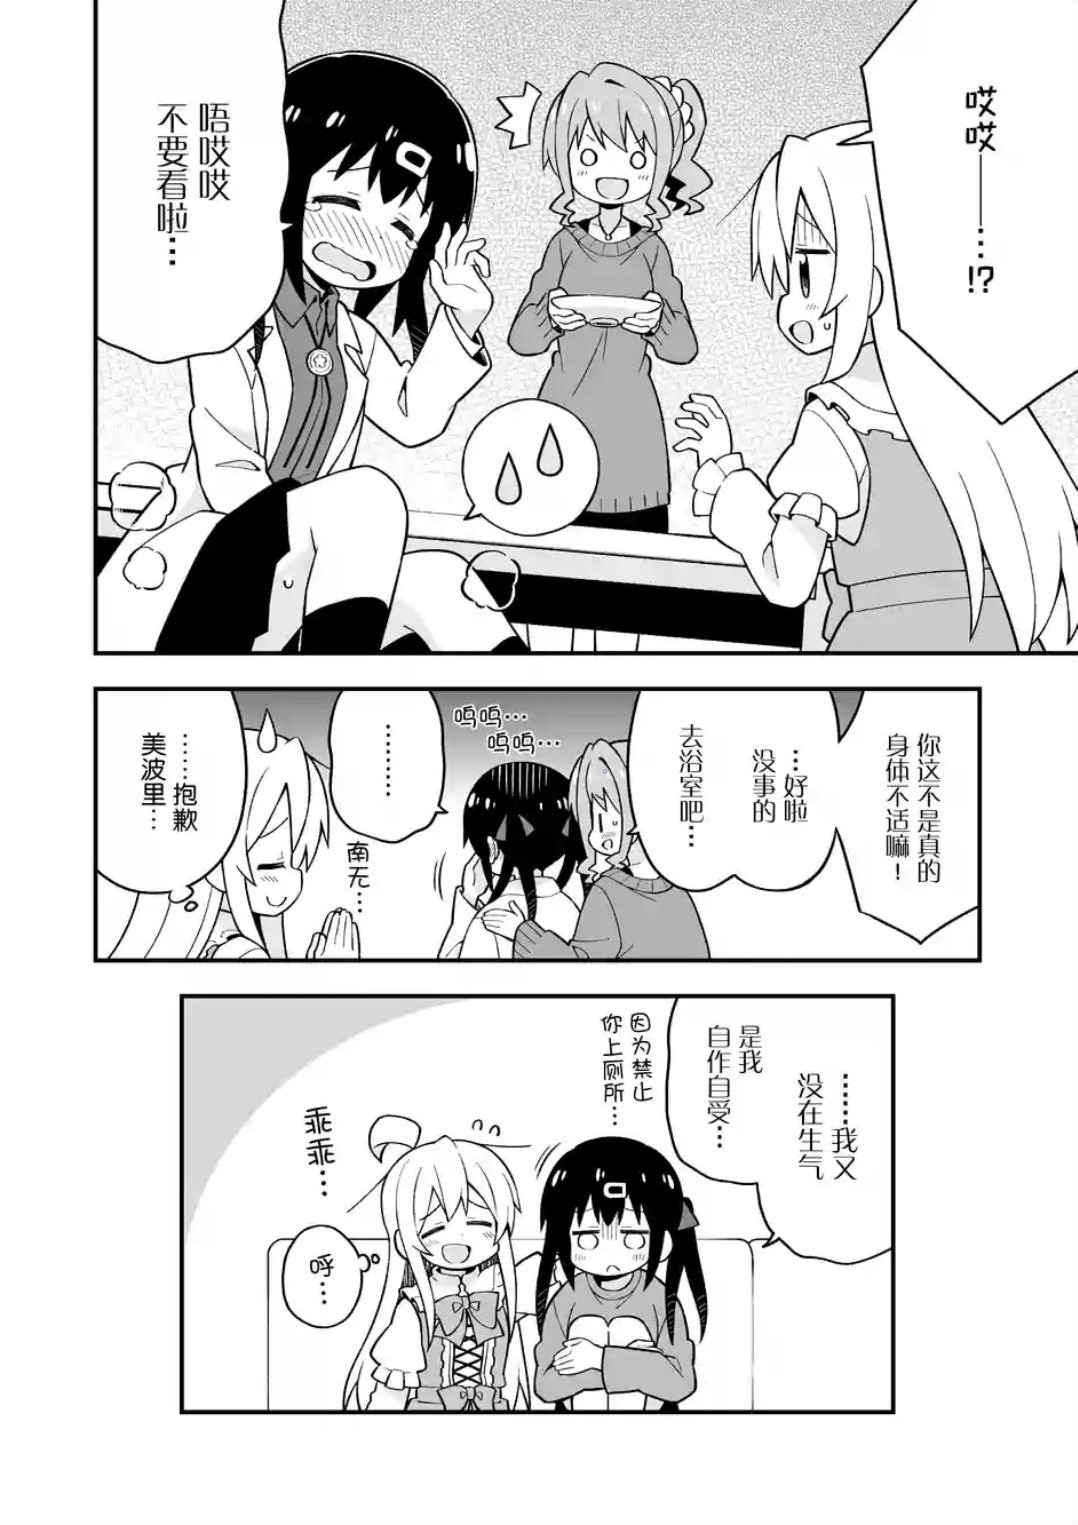 哎哎——…!?
唔哎哎
不要看啦…
你这不是真的
身体不适嘛！
…好啦
没事的
去浴室吧…
呜呜…
呜呜…
………
南无…
……抱歉
美波里…
……我又
没在生气
是我
自作自受…
因为禁止
你上厕所…
乖乖…
呼…